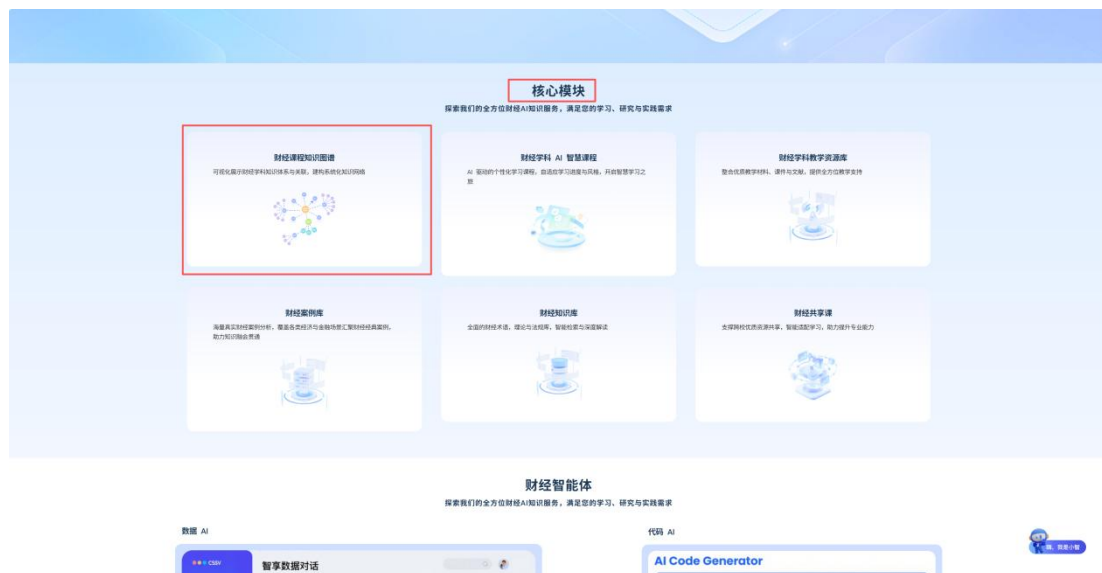 核心模块
探索我们的全方位财经AI知识服务，满足您的学习、研究与实践需求
财经课程知识图谱
可视化展示财经学科知识体系与关联，建构系统化知识网络
财经学科 AI 智慧课程
AI 驱动的个性化学习课程，自适应学习进度与风格，开启智慧学习之
旅
财经学科教学资源库
整合优质教学材料、课件与文献，提供全方位教学支持
财经案例库
海量真实财经案例分析，覆盖各类经济与金融场景汇聚财经经典案例，
助力知识融会贯通
财经知识库
全面的财经术语、理论与法规库，智能检索与深度解读
财经共享课
支撑跨校优质资源共享，智能适配学习，助力提升专业能力
财经智能体
探索我们的全方位财经AI知识服务，满足您的学习、研究与实践需求
数据 AI
代码 AI
CSSV
智享数据对话
AI Code Generator
嗨，我是小智